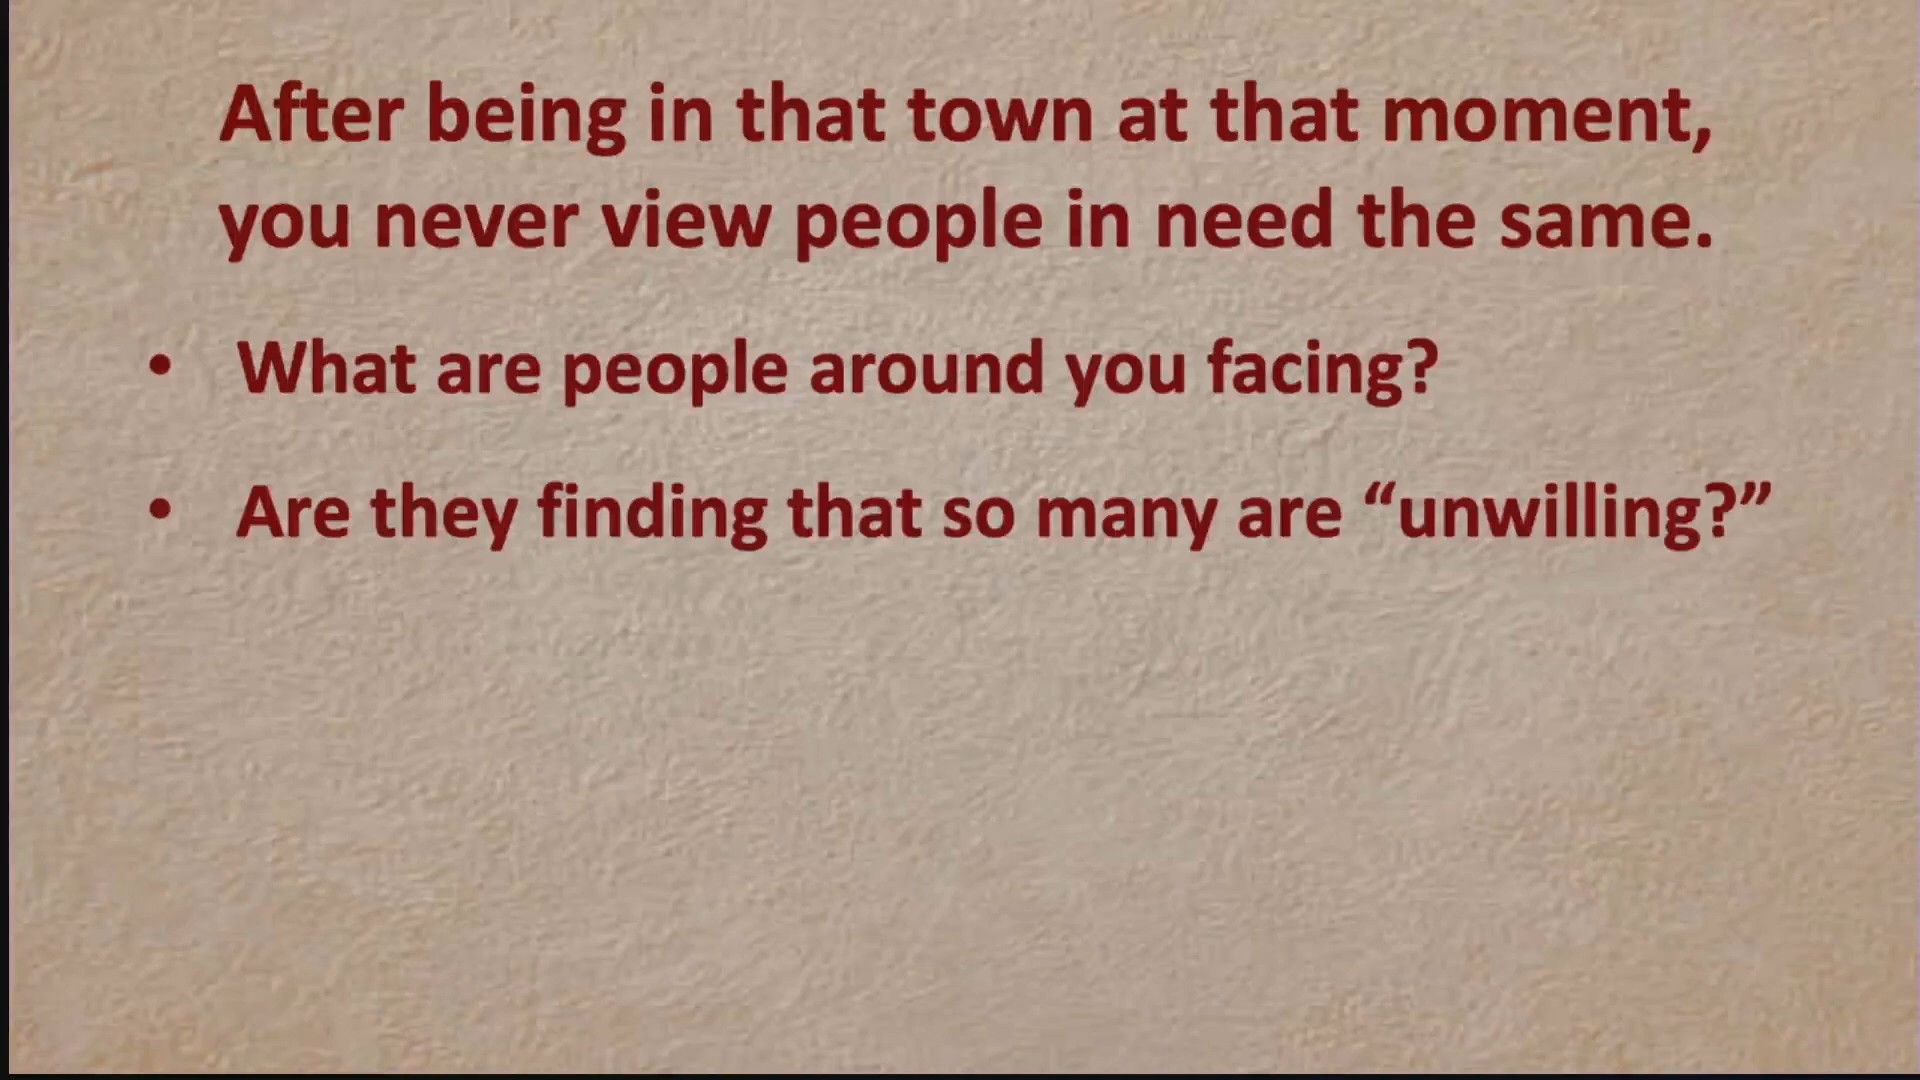 After being in that town at that moment,
you never view people in need the same.
• What are people around you facing?
• Are they finding that so many are “unwilling?”